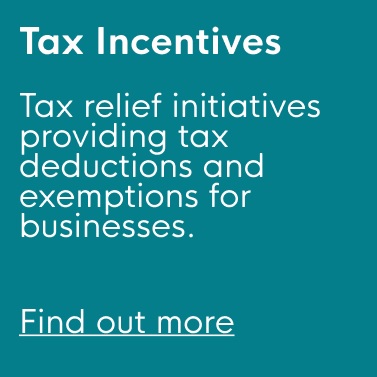 Tax Incentives
Tax relief initiatives
providing tax
deductions and
exemptions for
businesses.
Find out more